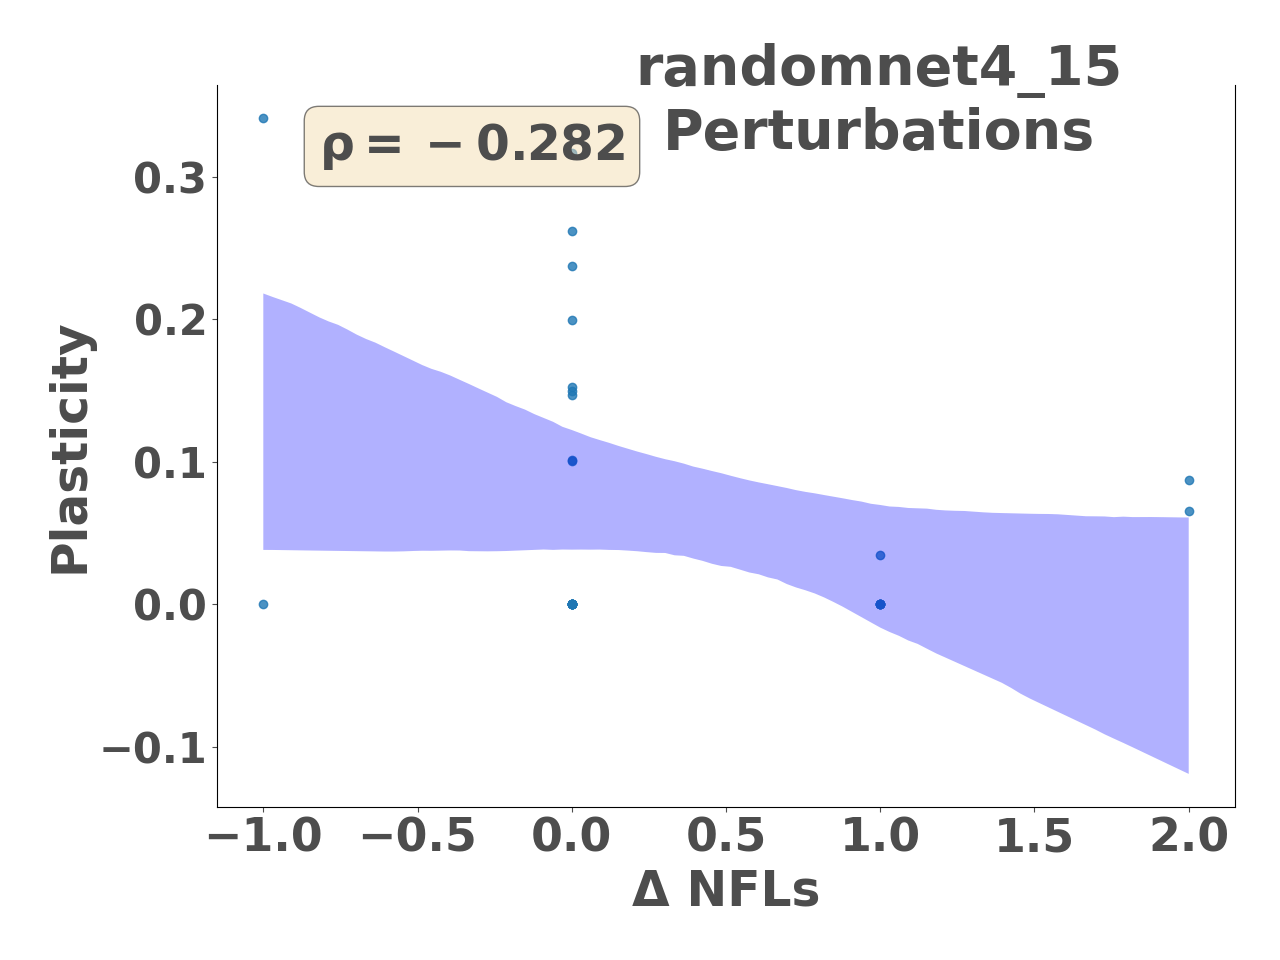 randomnet4_15
Perturbations
ρ = −0.282
0.3
0.2
0.1
0.0
−0.1
Plasticity
−1.0 −0.5 0.0 0.5 1.0 1.5 2.0
Δ NFLs